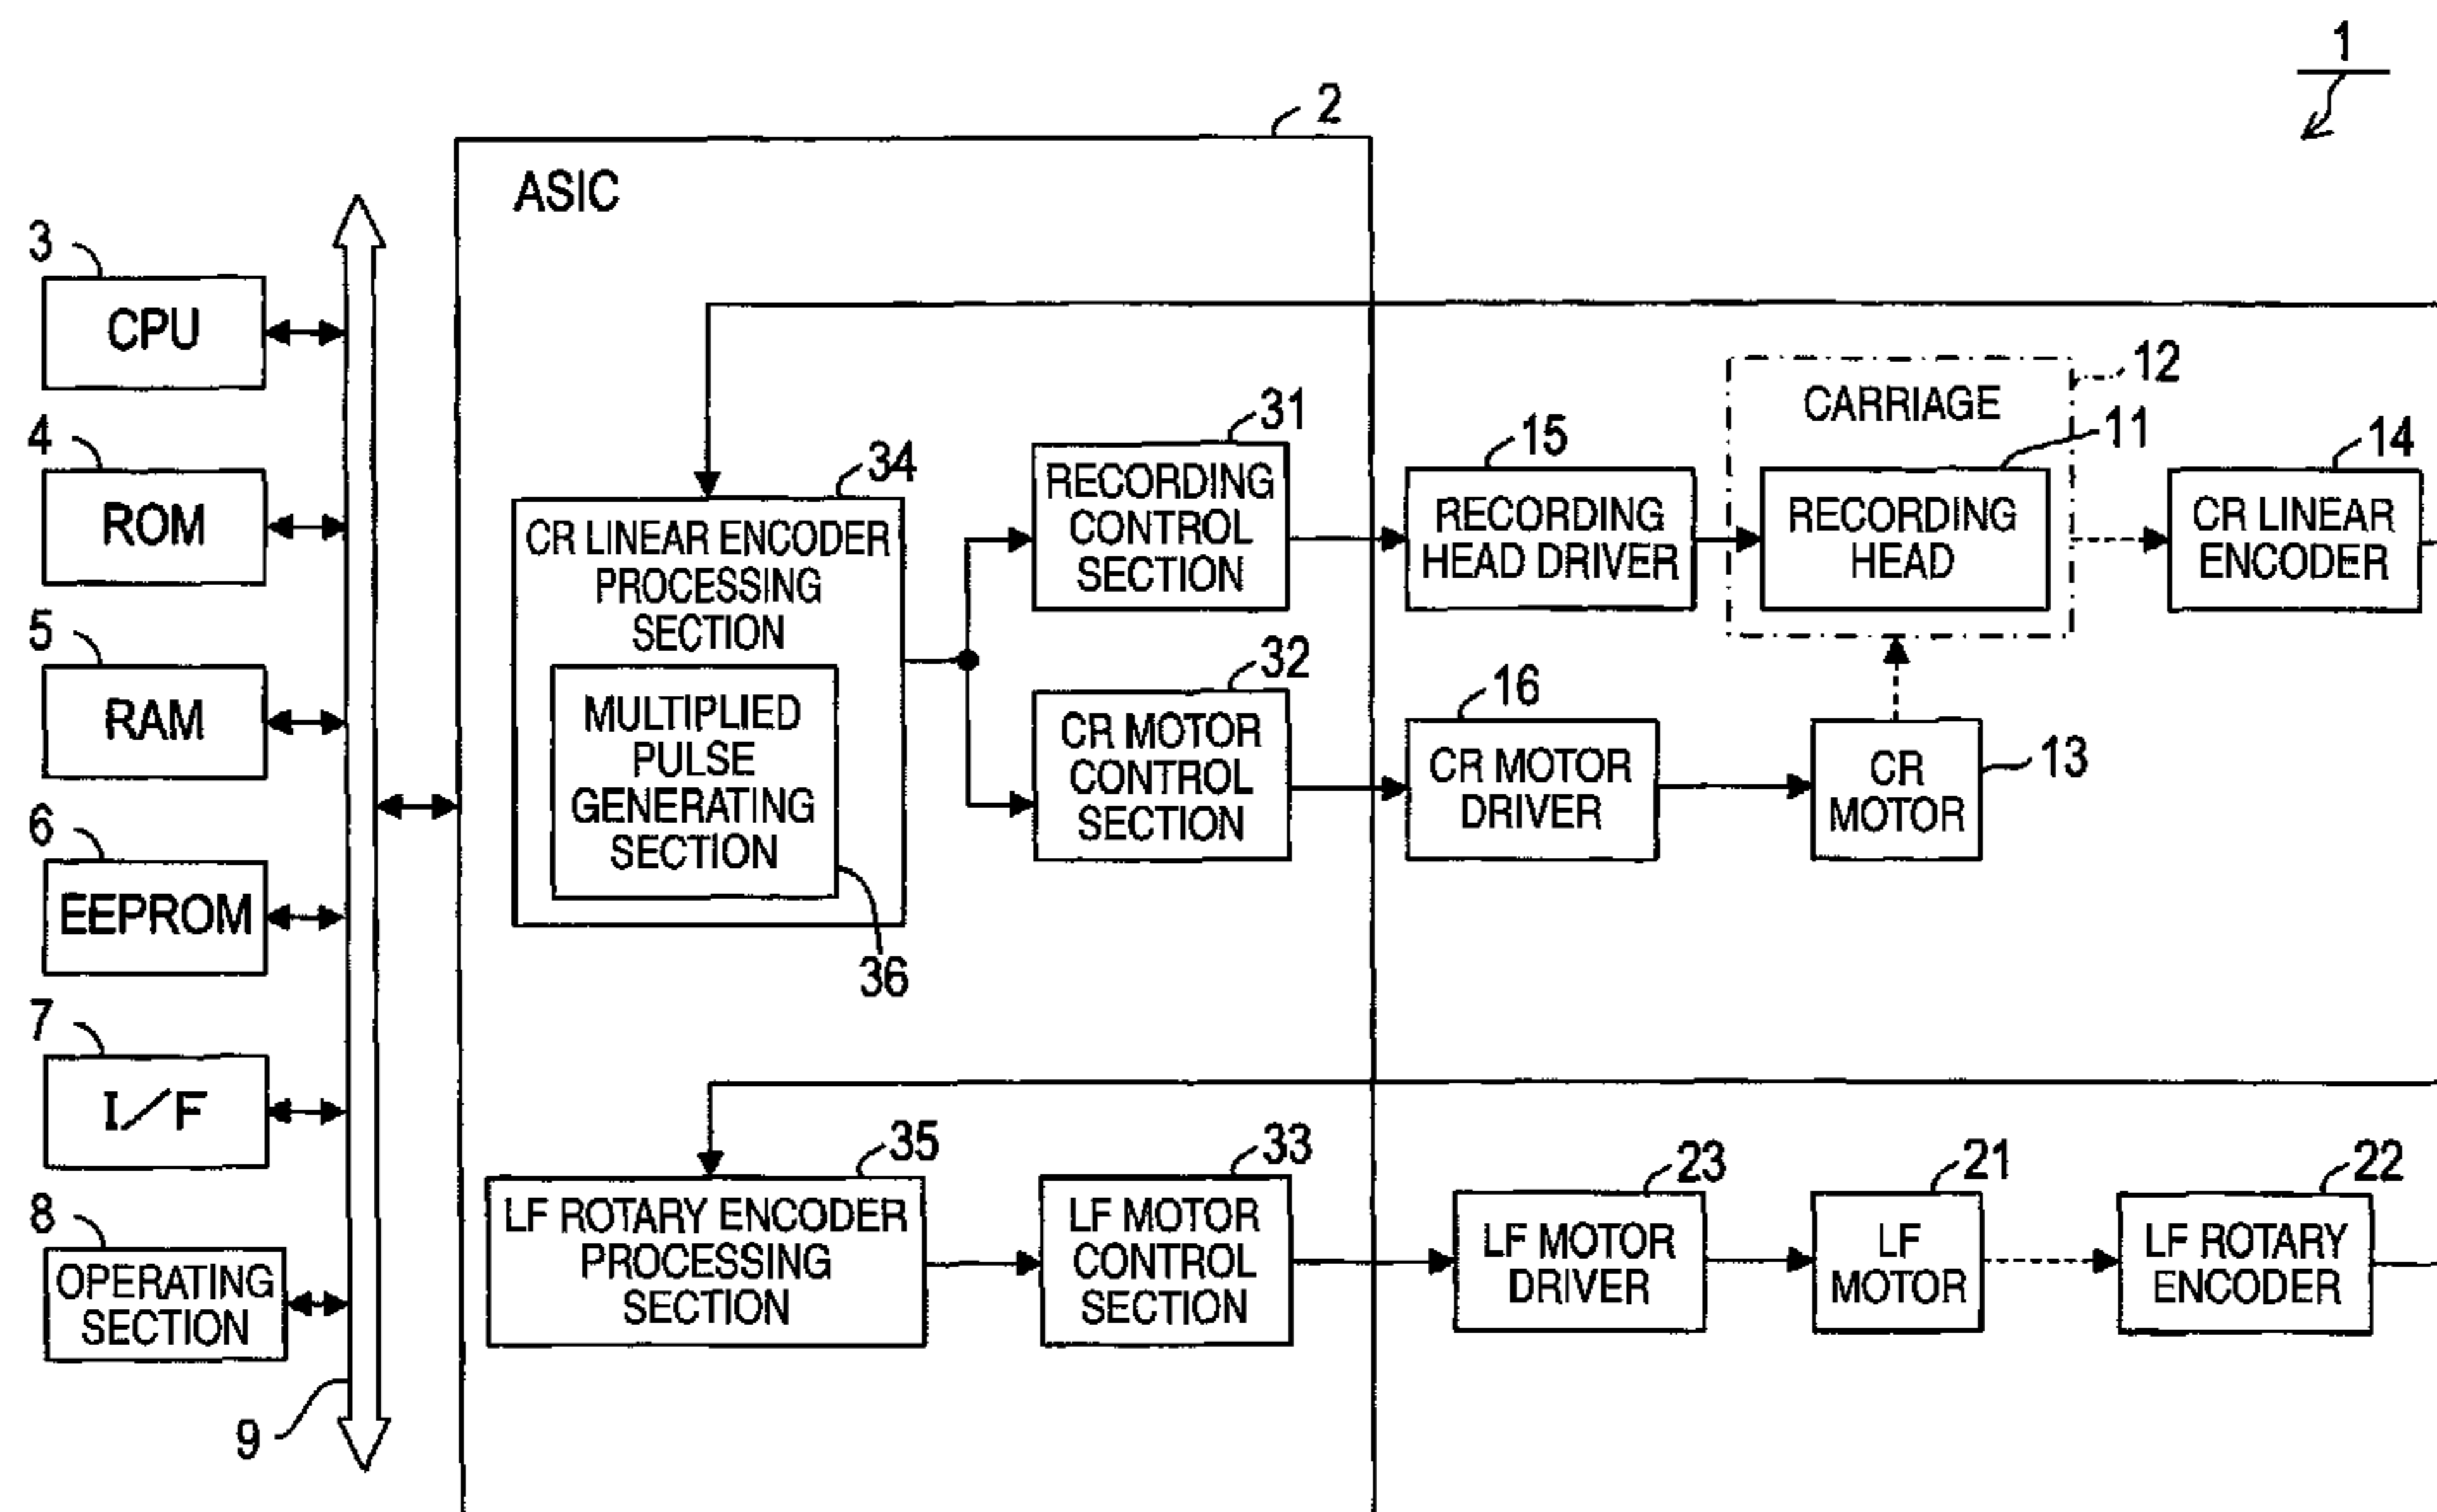 1
2
ASIC
3
CPU
4
ROM
5
RAM
6
EEPROM
7
I/F
8
OPERATING
SECTION
9
34
CR LINEAR ENCODER
PROCESSING
SECTION
MULTIPLIED
PULSE
GENERATING
SECTION
36
31
RECORDING
CONTROL
SECTION
32
CR MOTOR
CONTROL
SECTION
15
RECORDING
HEAD DRIVER
12
CARRIAGE
11
RECORDING
HEAD
14
CR LINEAR
ENCODER
16
CR MOTOR
DRIVER
CR
MOTOR
13
35
LF ROTARY ENCODER
PROCESSING
SECTION
33
LF MOTOR
CONTROL
SECTION
23
LF MOTOR
DRIVER
21
LF
MOTOR
22
LF ROTARY
ENCODER